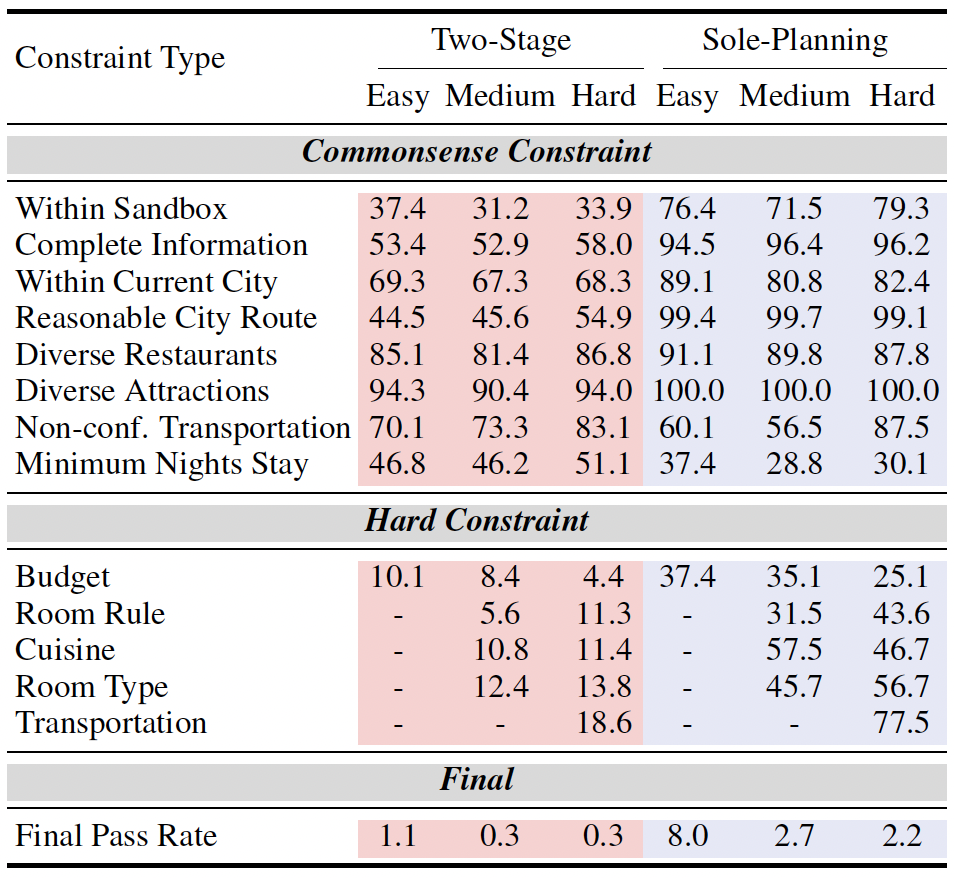 Constraint Type Two-Stage Sole-Planning
Easy Medium Hard Easy Medium Hard
Commonsense Constraint
Within Sandbox 37.4 31.2 33.9 76.4 71.5 79.3
Complete Information 53.4 52.9 58.0 94.5 96.4 96.2
Within Current City 69.3 67.3 68.3 89.1 80.8 82.4
Reasonable City Route 44.5 45.6 54.9 99.4 99.7 99.1
Diverse Restaurants 85.1 81.4 86.8 91.1 89.8 87.8
Diverse Attractions 94.3 90.4 94.0 100.0 100.0 100.0
Non-conf. Transportation 70.1 73.3 83.1 60.1 56.5 87.5
Minimum Nights Stay 46.8 46.2 51.1 37.4 28.8 30.1
Hard Constraint
Budget 10.1 8.4 4.4 37.4 35.1 25.1
Room Rule - 5.6 11.3 - 31.5 43.6
Cuisine - 10.8 11.4 - 57.5 46.7
Room Type - 12.4 13.8 - 45.7 56.7
Transportation - - 18.6 - - 77.5
Final
Final Pass Rate 1.1 0.3 0.3 8.0 2.7 2.2